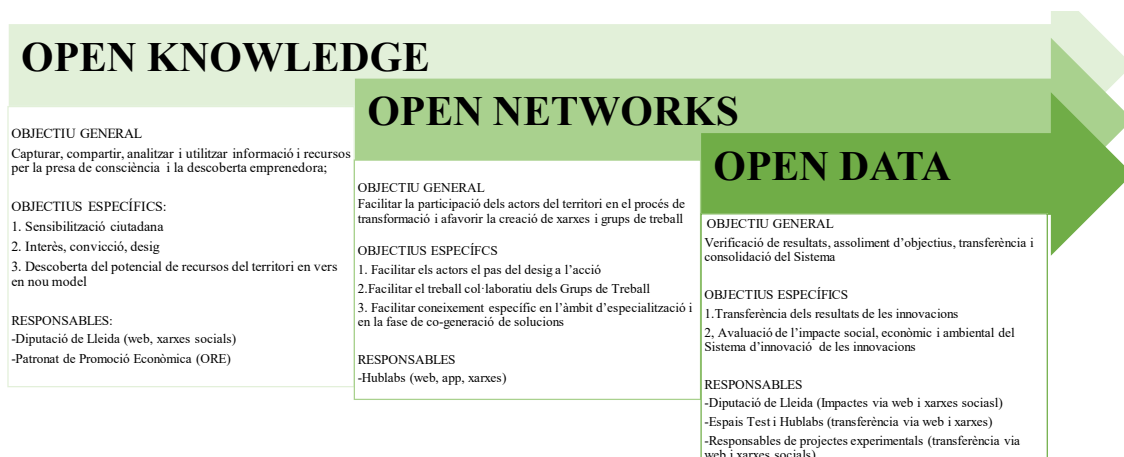 OPEN KNOWLEDGE
OBJECTIU GENERAL
Capturar, compartir, analitzar i utilitzar informació i recursos
per la presa de consciència i la descoberta emprenedora;
OBJECTIUS ESPECÍFICS:
1. Sensibilització ciutadana
2. Interès, convicció, desig
3. Descoberta del potencial de recursos del territori en vers
en nou model
RESPONSABLES:
-Diputació de Lleida (web, xarxes socials)
-Patronat de Promoció Econòmica (ORE)
OPEN NETWORKS
OBJECTIU GENERAL
Facilitar la participació dels actors del territori en el procés de
transformació i afavorir la creació de xarxes i grups de treball
OBJECTIUS ESPECÍFCS
1. Facilitar els actors el pas del desig a l'acció
2.Facilitar el treball col·laboratiu dels Grups de Treball
3. Facilitar coneixement específic en l'àmbit d'especialització i
en la fase de co-generació de solucions
RESPONSABLES
-Hublabs (web, app, xarxes)
OPEN DATA
OBJECTIU GENERAL
Verificació de resultats, assoliment d'objectius, transferència i
consolidació del Sistema
OBJECTIUS ESPECÍFICS
1.Transferència dels resultats de les innovacions
2, Avaluació de l'impacte social, econòmic i ambiental del
Sistema d'innovació de les innovacions
RESPONSABLES
-Diputació de Lleida (Impactes via web i xarxes sociasl)
-Espais Test i Hublabs (transferència via web i xarxes)
-Responsables de projectes experimentals (transferència via
web i xarxes socials)